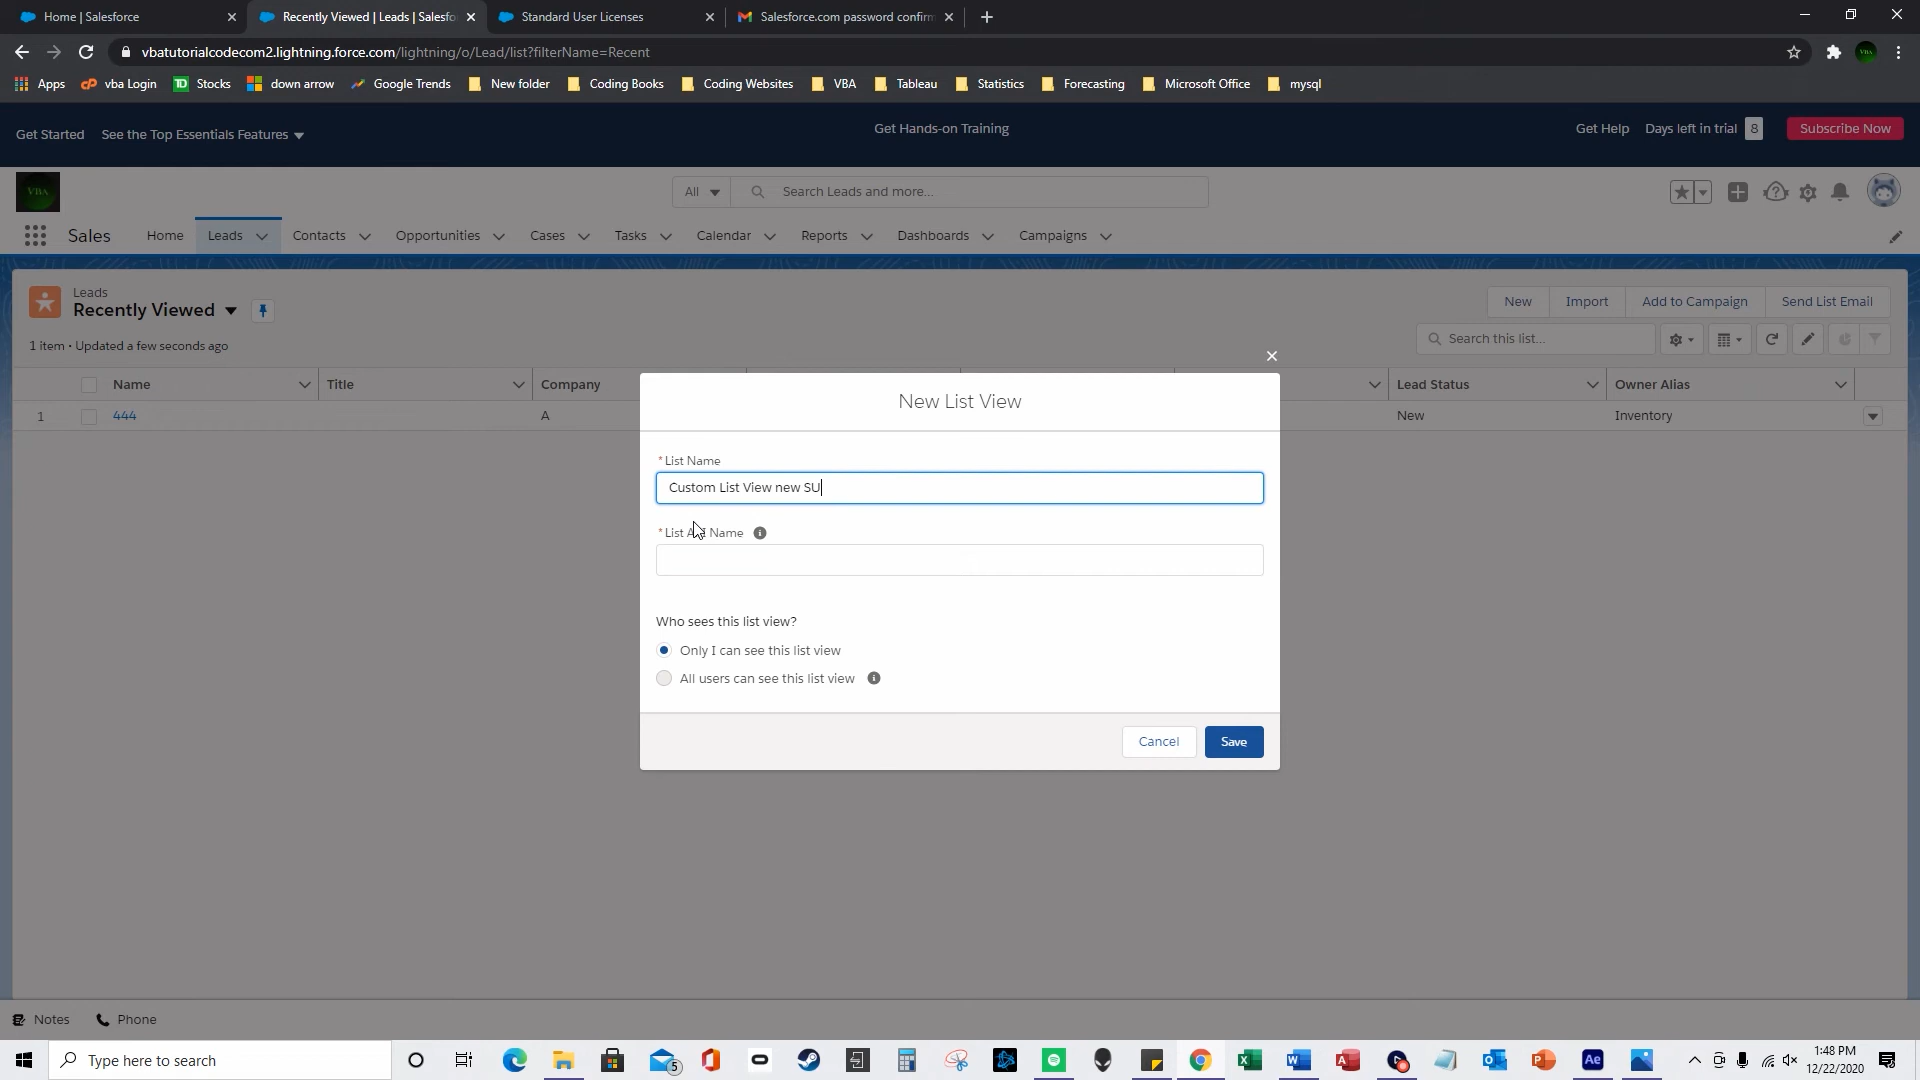 Home | Salesforce
Recently Viewed | Leads | Salesfo
Standard User Licenses
Salesforce.com password confirm
vbatutorialcodecom2.lightning.force.com/lightning/o/Lead/list?filterName=Recent
Apps
cP vba Login
TD Stocks
down arrow
Google Trends
New folder
Coding Books
Coding Websites
VBA
Tableau
Statistics
Forecasting
Microsoft Office
mysql
Get Started
See the Top Essentials Features
Get Hands-on Training
Get Help
Days left in trial 8
Subscribe Now
VBA
All
Search Leads and more...
Sales
Home
Leads
Contacts
Opportunities
Cases
Tasks
Calendar
Reports
Dashboards
Campaigns
Leads
Recently Viewed
New
Import
Add to Campaign
Send List Email
1 item • Updated a few seconds ago
Search this list...
Name
Title
Company
Lead Status
Owner Alias
1
444
A
New
Inventory
New List View
*List Name
Custom List View new SU
*List API Name
Who sees this list view?
Only I can see this list view
All users can see this list view
Cancel
Save
Notes
Phone
Type here to search
5
Ae
1:48 PM
12/22/2020